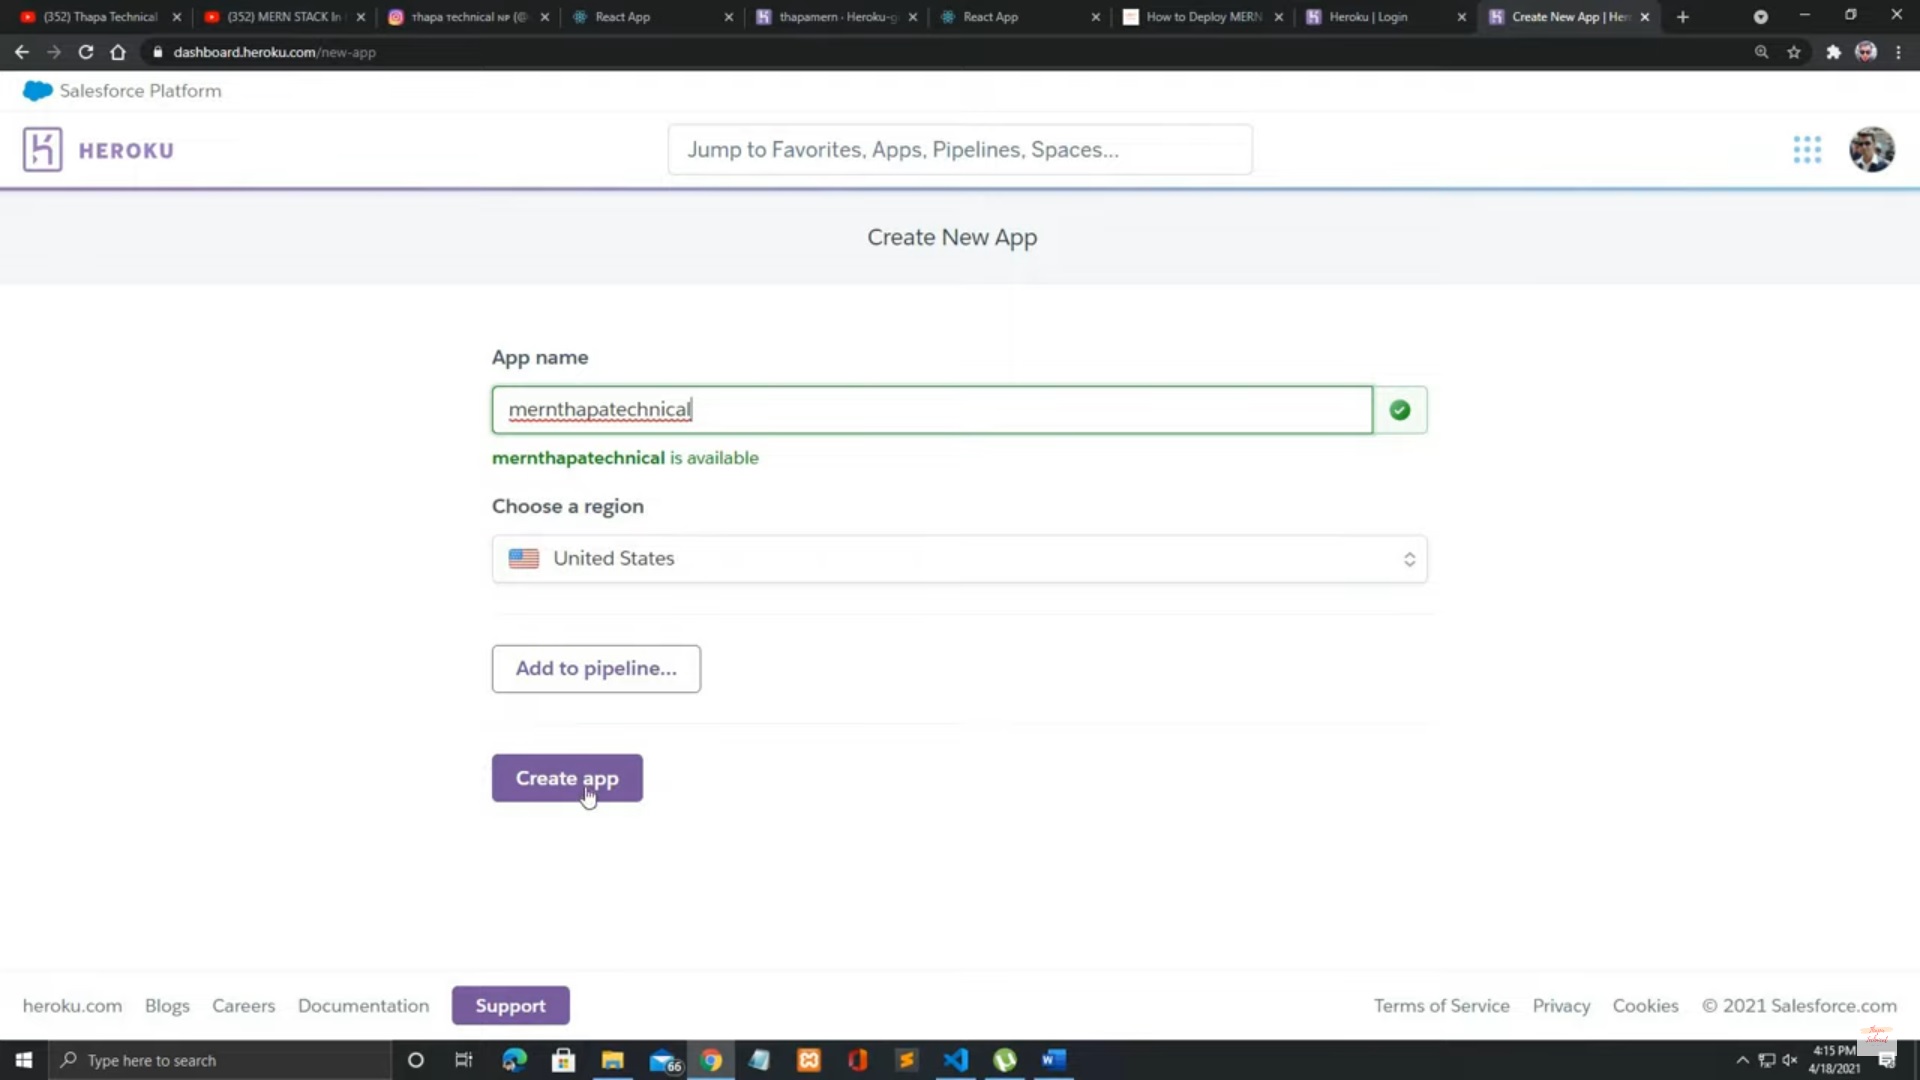 (352) Thapa Technical
(352) MERN STACK In
React App
thapamern · Heroku-g
React App
How to Deploy MERN
Heroku | Login
Create New App | Her
dashboard.heroku.com/new-app
Salesforce Platform
HEROKU
Jump to Favorites, Apps, Pipelines, Spaces...
Create New App
App name
mernthapatechnical
mernthapatechnical is available
Choose a region
United States
Add to pipeline...
Create app
heroku.com Blogs Careers Documentation Support
Terms of Service Privacy Cookies © 2021 Salesforce.com
Type here to search
66
4:15 PM
4/18/2021